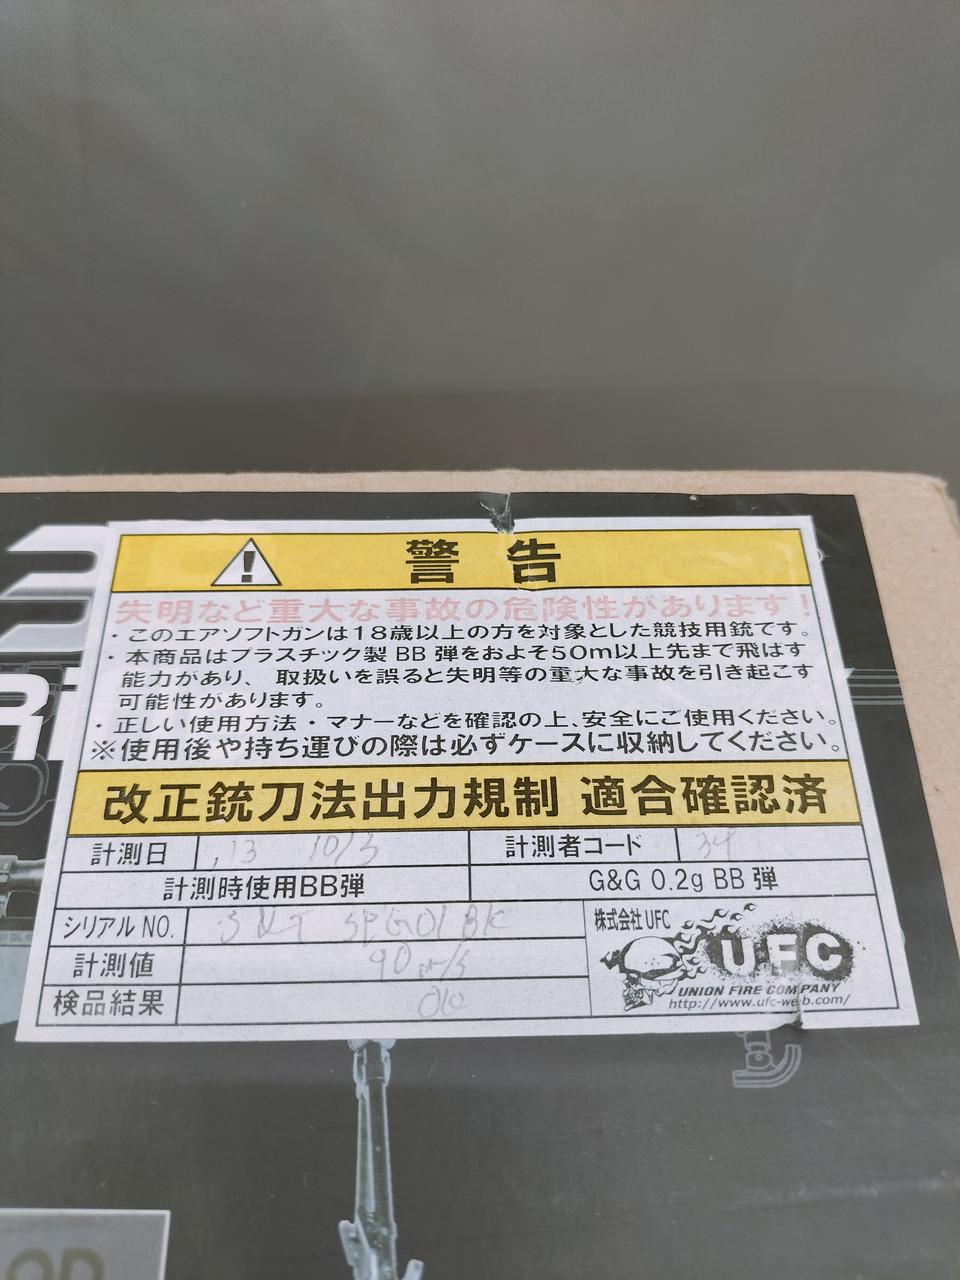 警 告
失明など重大な事故の危険性があります!
・このエアソフトガンは18歳以上の方を対象とした競技用銃です。
・本商品はプラスチック製 BB 弾をおよそ50m以上先まで飛ばす
能力があり、 取扱いを誤ると失明等の重大な事故を引き起こす
可能性があります。
・正しい使用方法・マナーなどを確認の上、安全にご使用ください。
※使用後や持ち運びの際は必ずケースに収納してください。
改正銃刀法出力規制 適合確認済
計測日 ,13 10/3 計測者コード 34
計測時使用BB弾 G&G 0.2g BB 弾
シリアル NO. S&T SPG01BK
計測値 90 m/s
検品結果 OK
株式会社 UFC
UFC
UNION FIRE COMPANY
http://www.ufc-web.com/